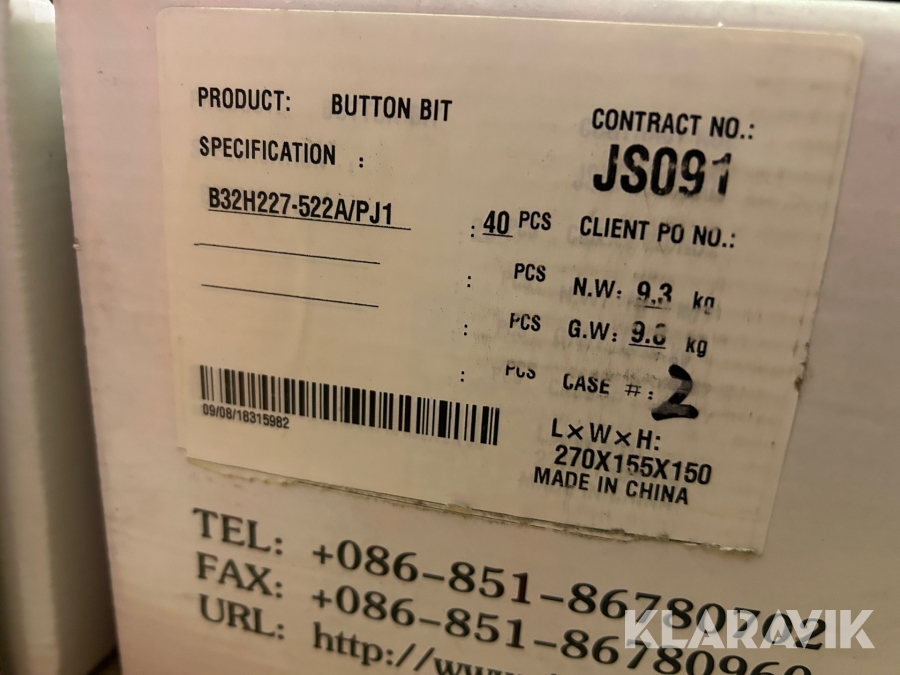 PRODUCT: BUTTON BIT
SPECIFICATION :
B32H227-522A/PJ1 : 40 PCS
: PCS
: PCS
: PCS
CONTRACT NO.:
JS091
CLIENT PO NO.:
N.W: 9.3 kg
G.W: kg
CASE #: 2
L×W×H:
270X155X150
MADE IN CHINA
09/08/18315982
TEL: +086-851-86780702
FAX: +086-851-8678096
URL: http://
KLARAVIK